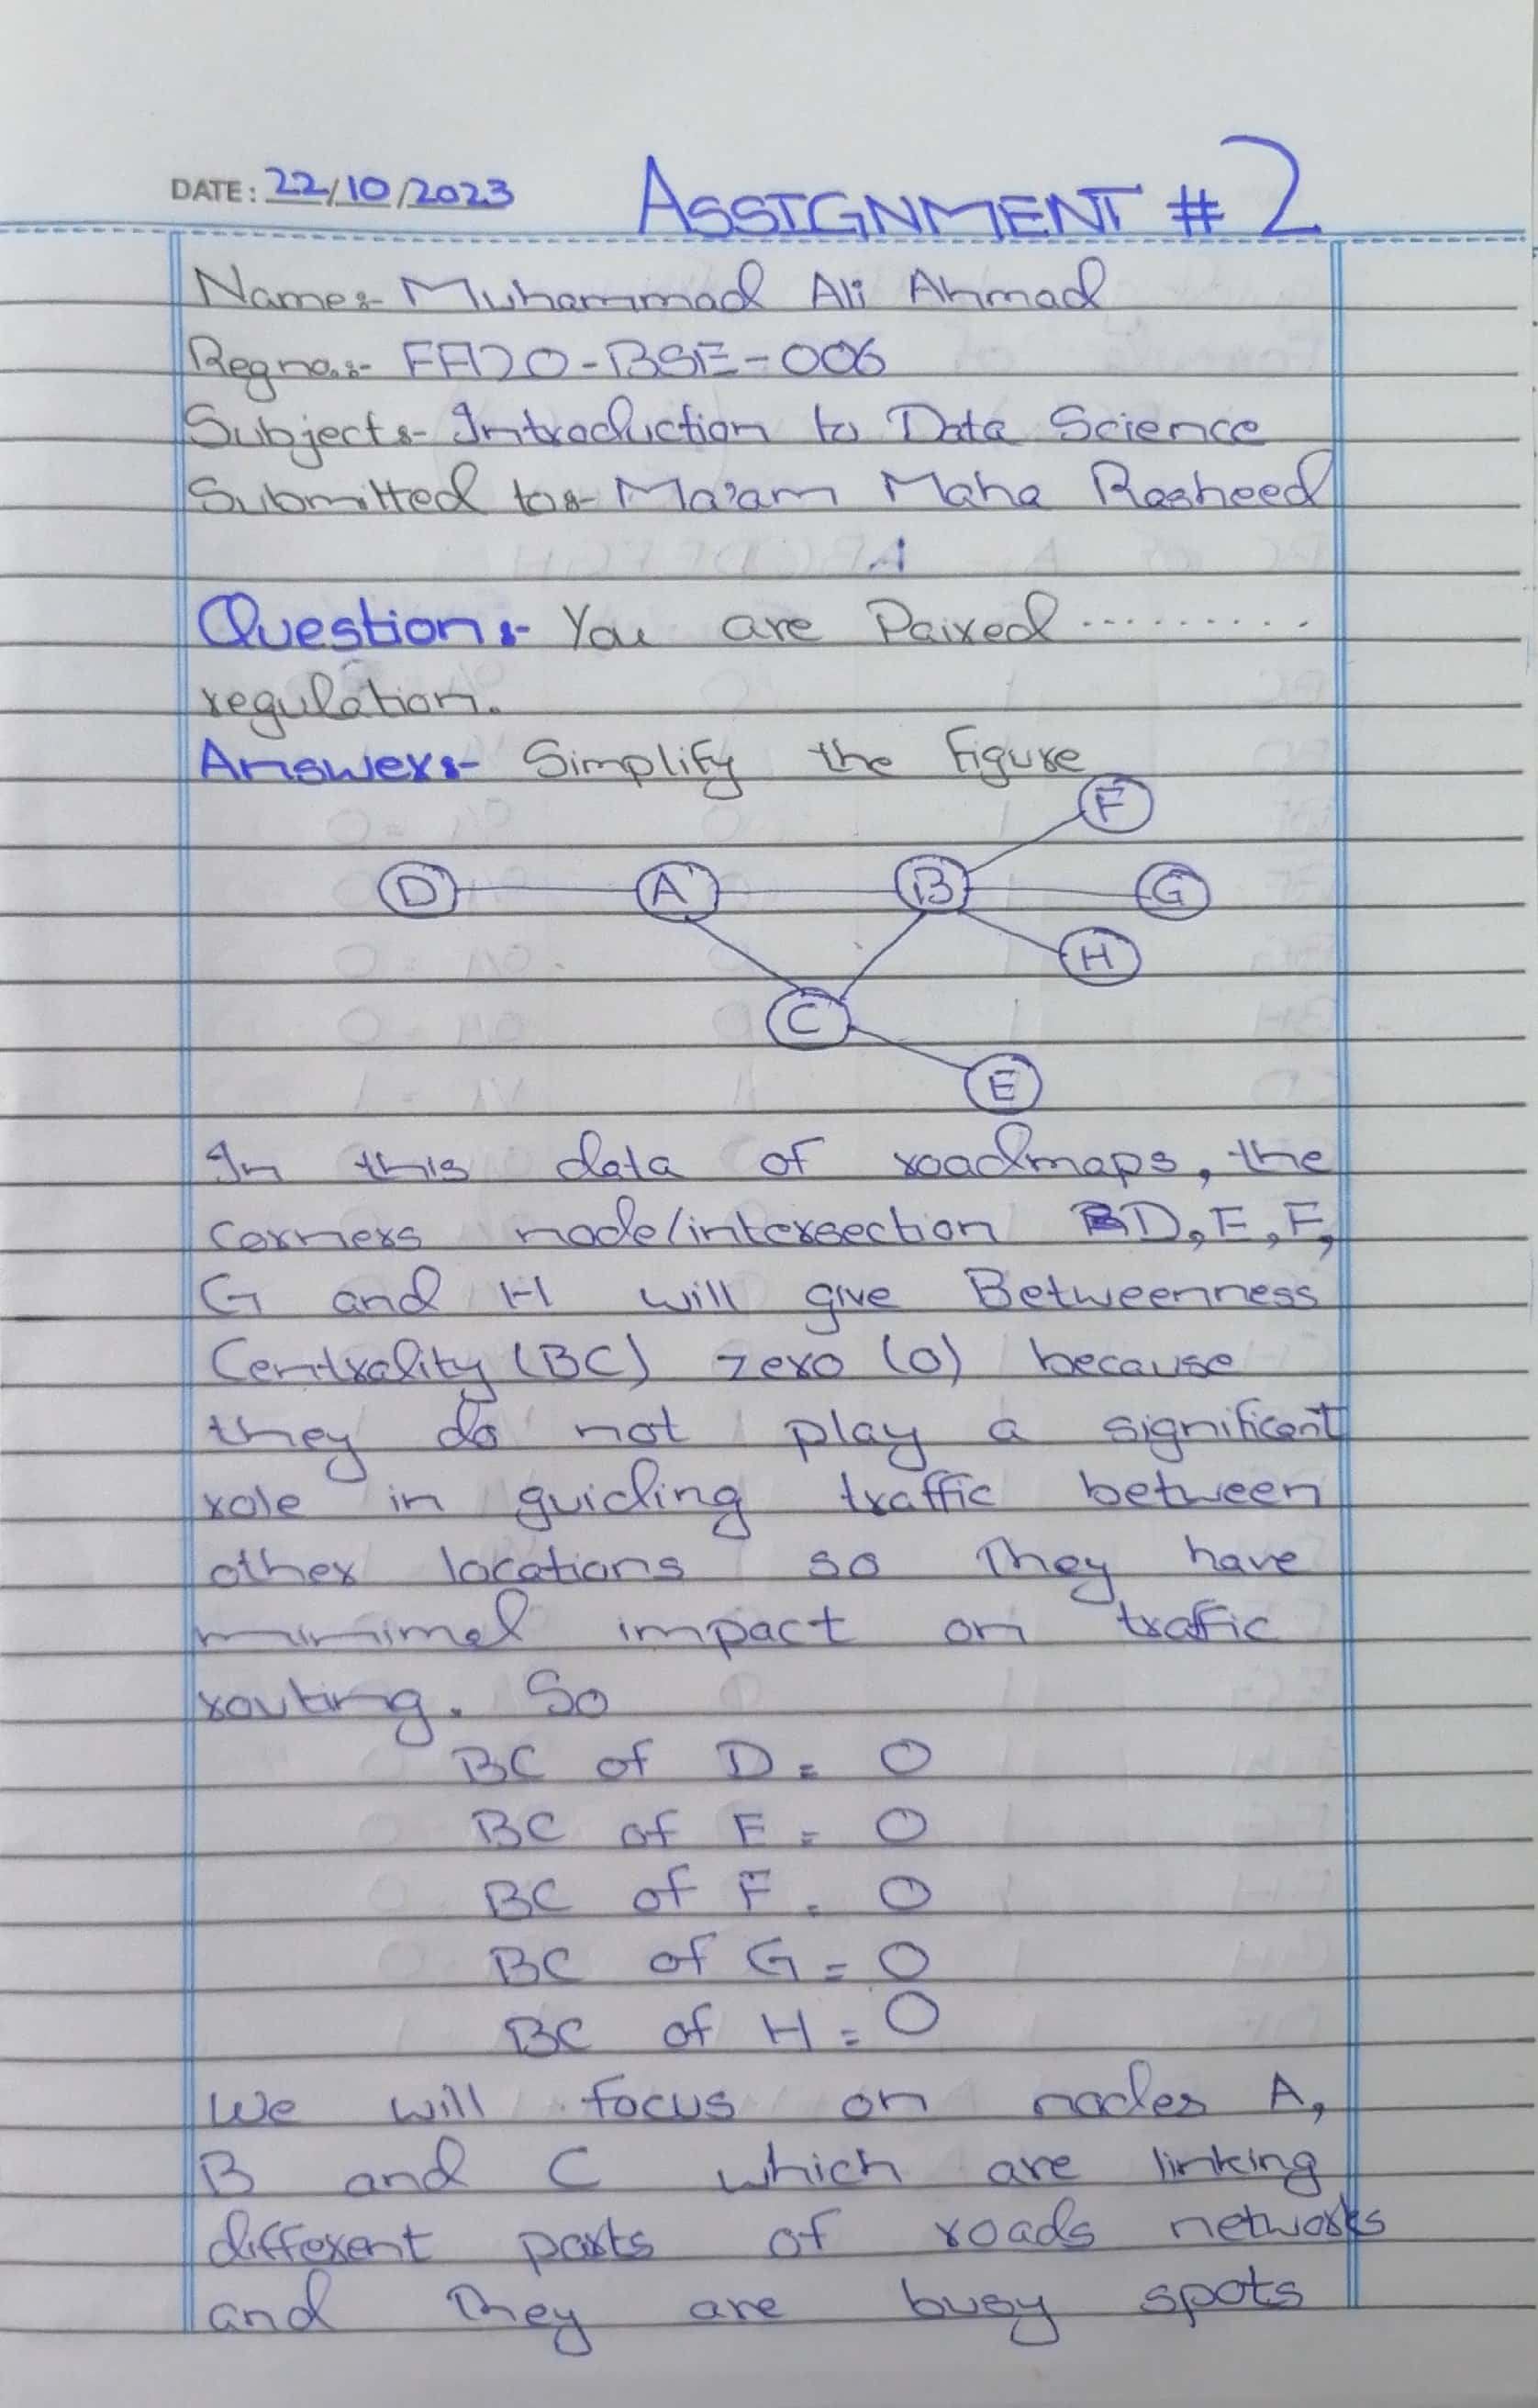 DATE: 22/10/2023 ASSIGNMENT # 2
Name:- Muhammad Ali Ahmad
Regno.:- FA20-BSE-006
Subject:- Introduction to Data Science
Submitted to:- Ma'am Maha Rasheed
Question:- You are Paired .........
regulation.
Answer:- Simplify the Figure
F
D A B G
H
C
E
In this data of roadmaps, the
corners node/intersection D, E, F,
G and H will give Betweenness
Centrality (BC) zero (0) because
they do not play a significant
role in guiding traffic between
other locations so They have
minimal impact on traffic
routing. So
BC of D = 0
BC of E = 0
BC of F = 0
BC of G = 0
BC of H = 0
We will focus on nodes A,
B and C which are linking
different parts of roads networks
and They are busy spots